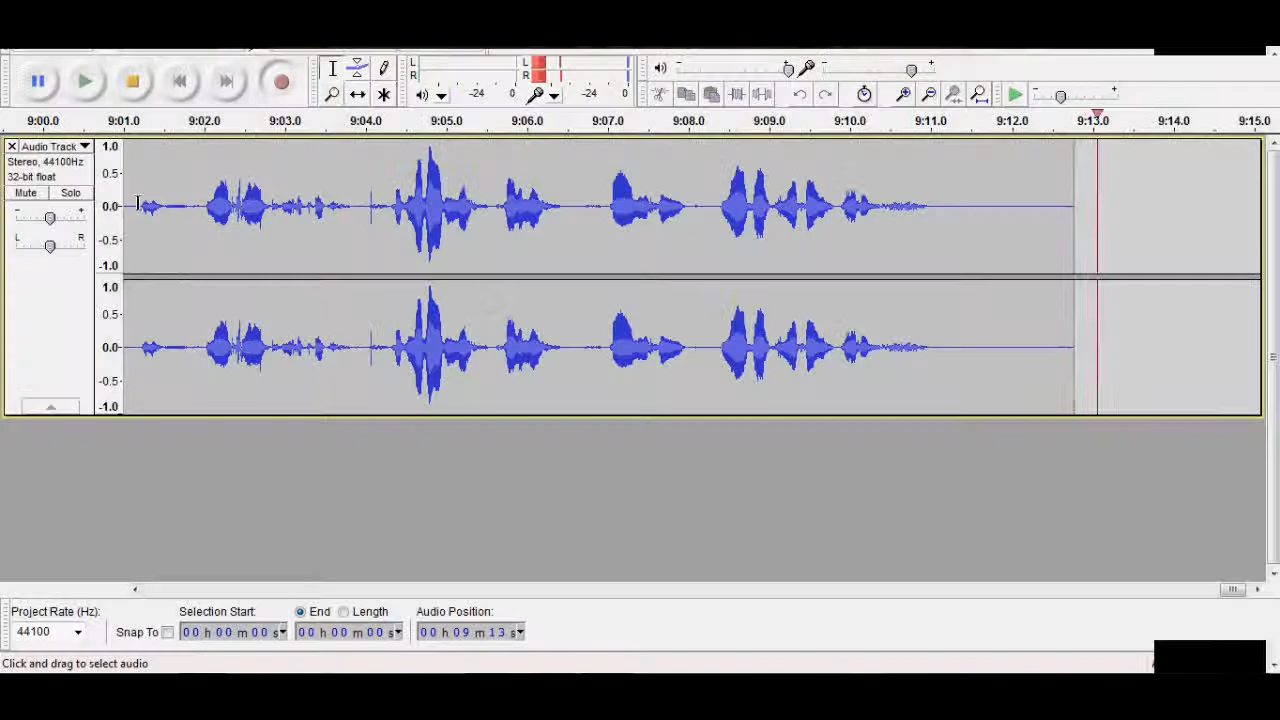 L
R
-24
0
L
R
-24
0
- +
- +
- +
9:00.0 9:01.0 9:02.0 9:03.0 9:04.0 9:05.0 9:06.0 9:07.0 9:08.0 9:09.0 9:10.0 9:11.0 9:12.0 9:13.0 9:14.0 9:15.0
X Audio Track
Stereo, 44100Hz
32-bit float
Mute Solo
- +
L R
1.0
0.5
0.0
-0.5
-1.0
1.0
0.5
0.0
-0.5
-1.0
Project Rate (Hz): Selection Start: End Length Audio Position:
44100 Snap To 00 h 00 m 00 s 00 h 00 m 00 s 00 h 09 m 13 s
Click and drag to select audio